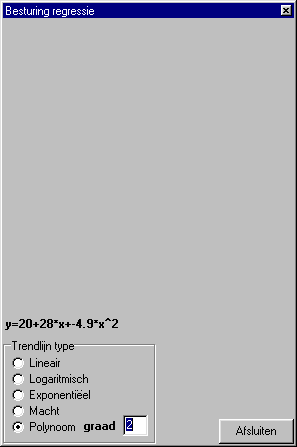 Besturing regressie
y=20+28*x+-4.9*x^2
Trendlijn type
Lineair
Logaritmisch
Exponentiëel
Macht
Polynoom graad 2
Afsluiten